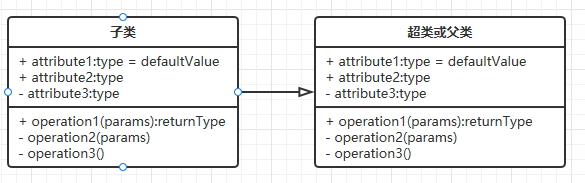 子类
+ attribute1:type = defaultValue
+ attribute2:type
- attribute3:type
+ operation1(params):returnType
- operation2(params)
- operation3()
超类或父类
+ attribute1:type = defaultValue
+ attribute2:type
- attribute3:type
+ operation1(params):returnType
- operation2(params)
- operation3()